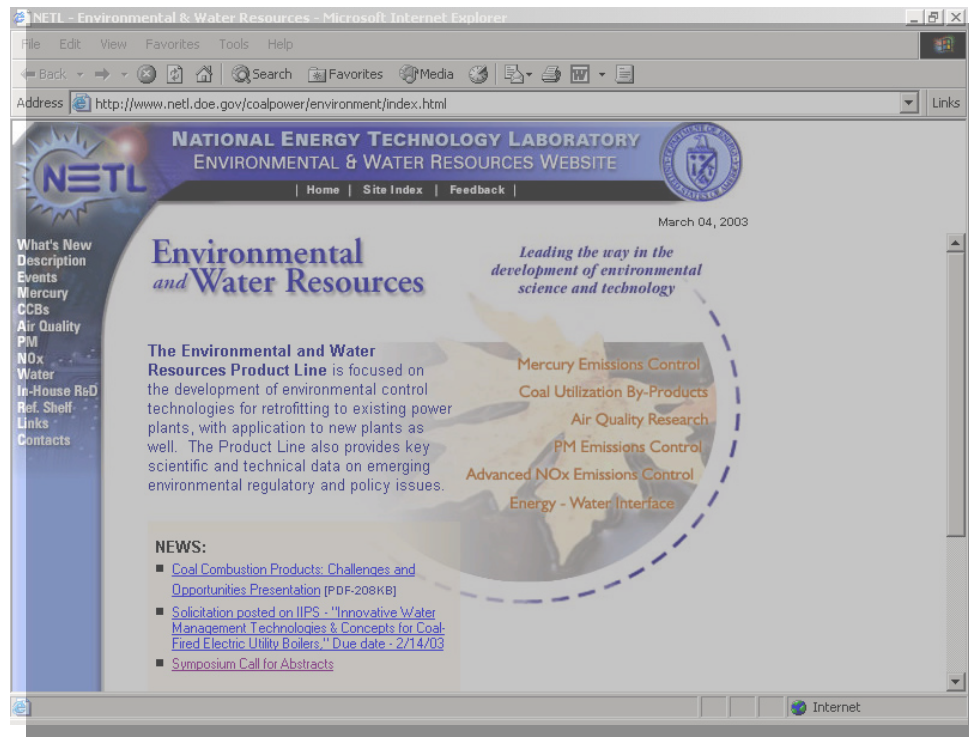 NETL - Environmental & Water Resources - Microsoft Internet Explorer
File Edit View Favorites Tools Help
Back Search Favorites Media
Address http://www.netl.doe.gov/coalpower/environment/index.html Links
NATIONAL ENERGY TECHNOLOGY LABORATORY
ENVIRONMENTAL & WATER RESOURCES WEBSITE
| Home | Site Index | Feedback |
NETL
March 04, 2003
What's New
Description
Events
Mercury
CCBs
Air Quality
PM
NOx
Water
In-House R&D
Ref. Shelf
Links
Contacts
Environmental
and Water Resources
Leading the way in the
development of environmental
science and technology
The Environmental and Water
Resources Product Line is focused on
the development of environmental control
technologies for retrofitting to existing power
plants, with application to new plants as
well. The Product Line also provides key
scientific and technical data on emerging
environmental regulatory and policy issues.
Mercury Emissions Control
Coal Utilization By-Products
Air Quality Research
PM Emissions Control
Advanced NOx Emissions Control
Energy - Water Interface
NEWS:
Coal Combustion Products: Challenges and
Opportunities Presentation [PDF-208KB]
Solicitation posted on IIPS - "Innovative Water
Management Technologies & Concepts for Coal-
Fired Electric Utility Boilers," Due date - 2/14/03
Symposium Call for Abstracts
Internet